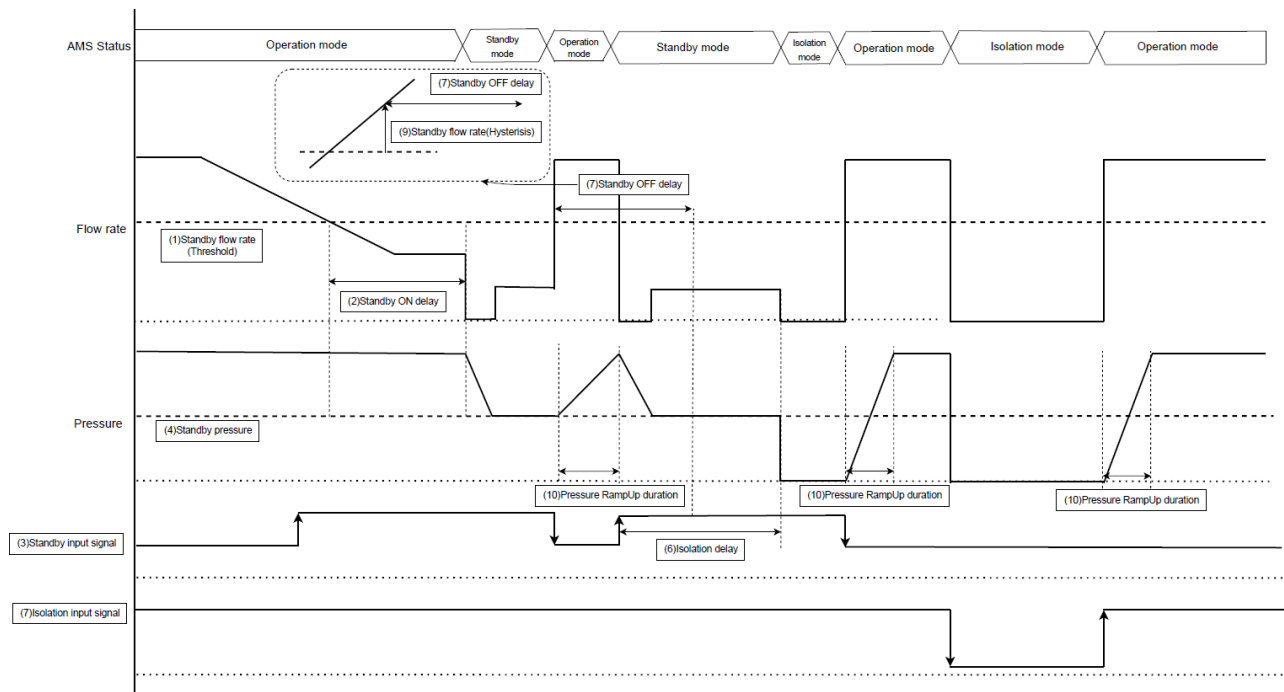 AMS Status
Operation mode
Standby
mode
Operation
mode
Standby mode
Isolation
mode
Operation mode
Isolation mode
Operation mode
(7)Standby OFF delay
(9)Standby flow rate(Hysterisis)
(7)Standby OFF delay
Flow rate
(1)Standby flow rate
(Threshold)
(2)Standby ON delay
Pressure
(4)Standby pressure
(10)Pressure RampUp duration
(10)Pressure RampUp duration
(10)Pressure RampUp duration
(3)Standby input signal
(6)Isolation delay
(7)Isolation input signal